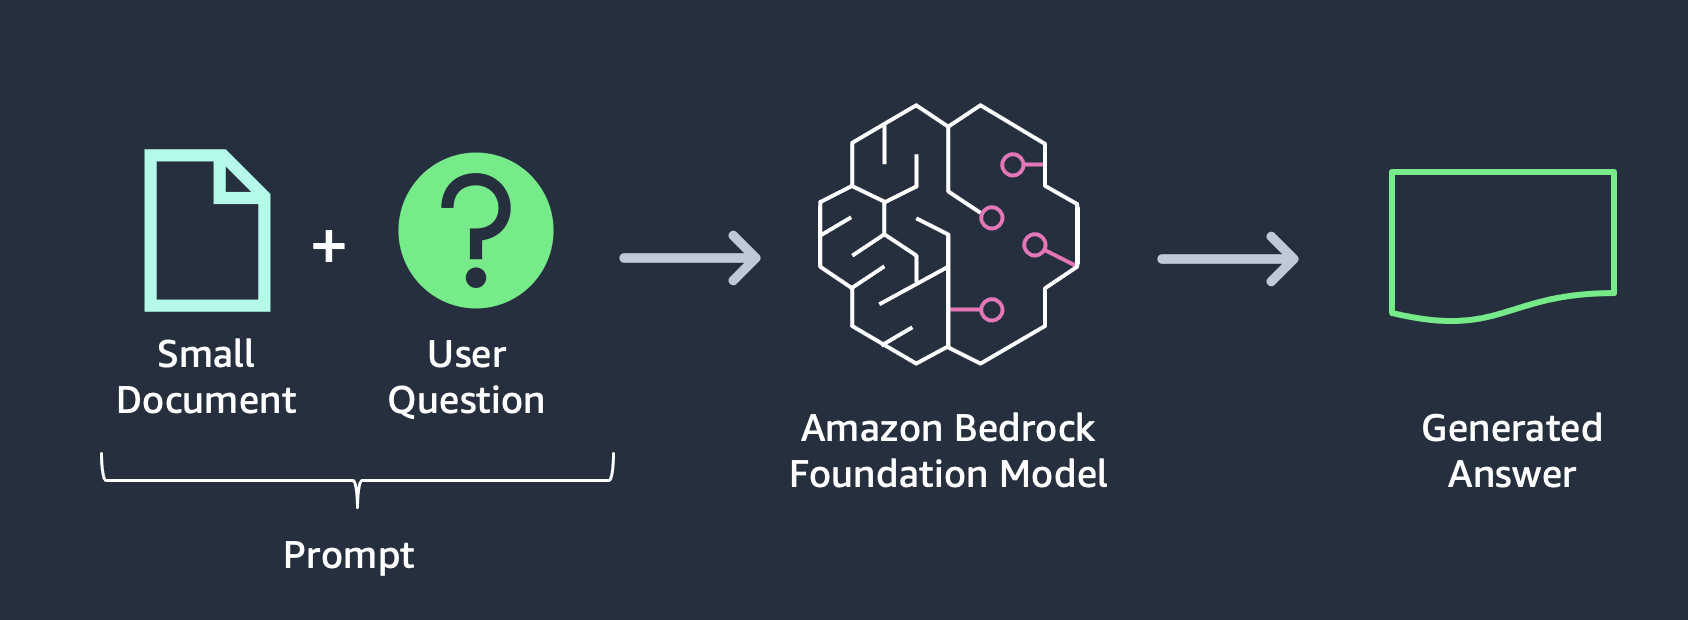 +
?
Small
Document
User
Question
Prompt
Amazon Bedrock
Foundation Model
Generated
Answer